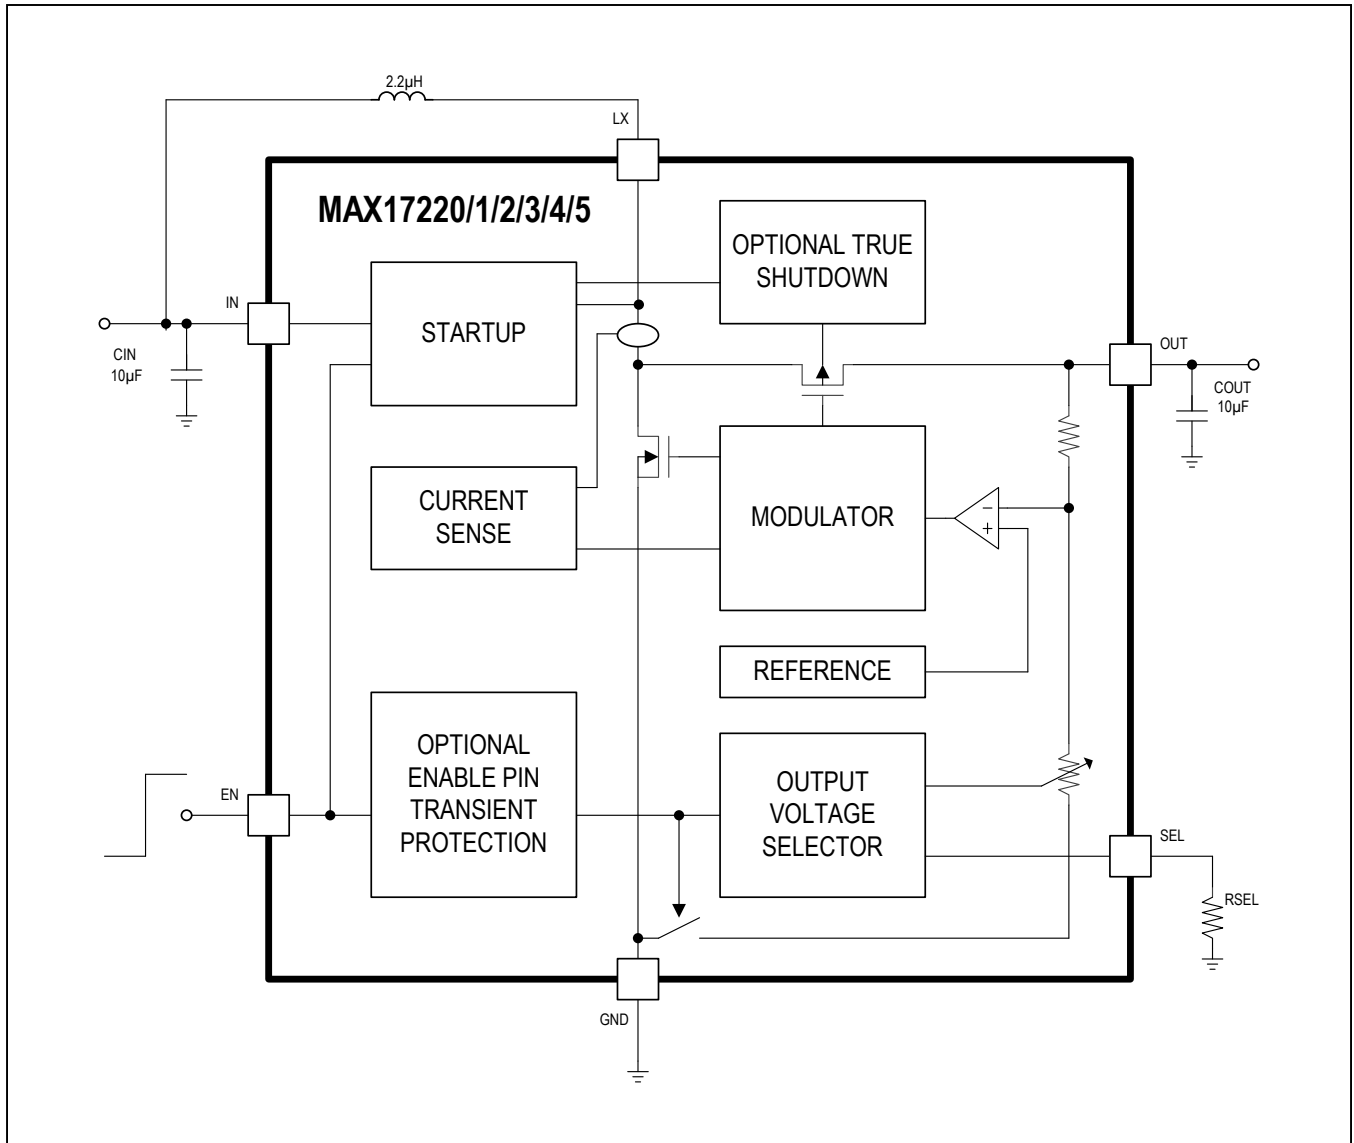 2.2µH
LX
MAX17220/1/2/3/4/5
OPTIONAL TRUE
SHUTDOWN
IN
STARTUP
OUT
CIN
10µF
COUT
10µF
CURRENT
SENSE
MODULATOR
−
+
REFERENCE
OPTIONAL
ENABLE PIN
TRANSIENT
PROTECTION
OUTPUT
VOLTAGE
SELECTOR
EN
SEL
RSEL
GND